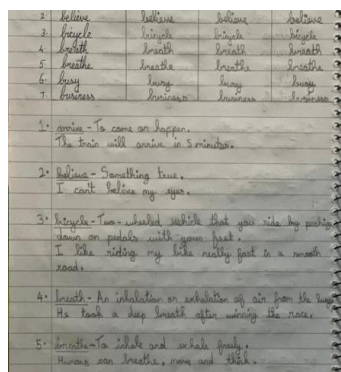 2. believe believe believe believe
3. bicycle bicycle bicycle bicycle
4. breath breath breath breath
5. breathe breathe breathe breathe
6. busy busy busy busy
7. business business business business
1. arrive - To come or happen.
The train will arrive in 5 minutes.
2. believe - Something true.
I can't believe my eyes.
3. bicycle - Two-wheeled vehicle that you ride by pushing
down on pedals with your feet.
I like riding my bike really fast in a smooth
road.
4. breath - An inhalation or exhalation of air from the lungs
He took a deep breath after winning the race.
5. breathe - To inhale and exhale freely.
Humans can breathe, move and think.